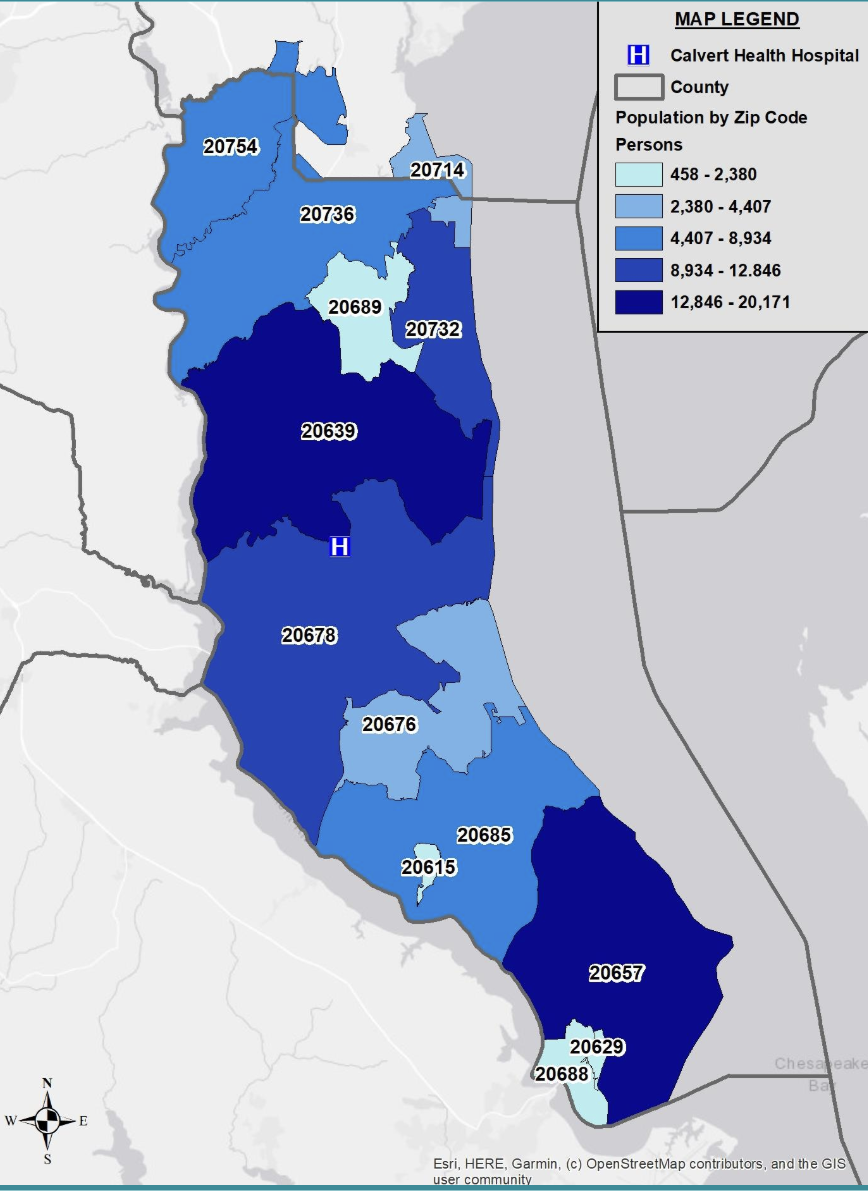 MAP LEGEND
H Calvert Health Hospital
County
Population by Zip Code
Persons
458 - 2,380
2,380 - 4,407
4,407 - 8,934
8,934 - 12.846
12,846 - 20,171
20754
20714
20736
20689
20732
20639
H
20678
20676
20685
20615
20657
20629
20688
Chesapeake
Bay
N
W E
S
Esri, HERE, Garmin, (c) OpenStreetMap contributors, and the GIS
user community